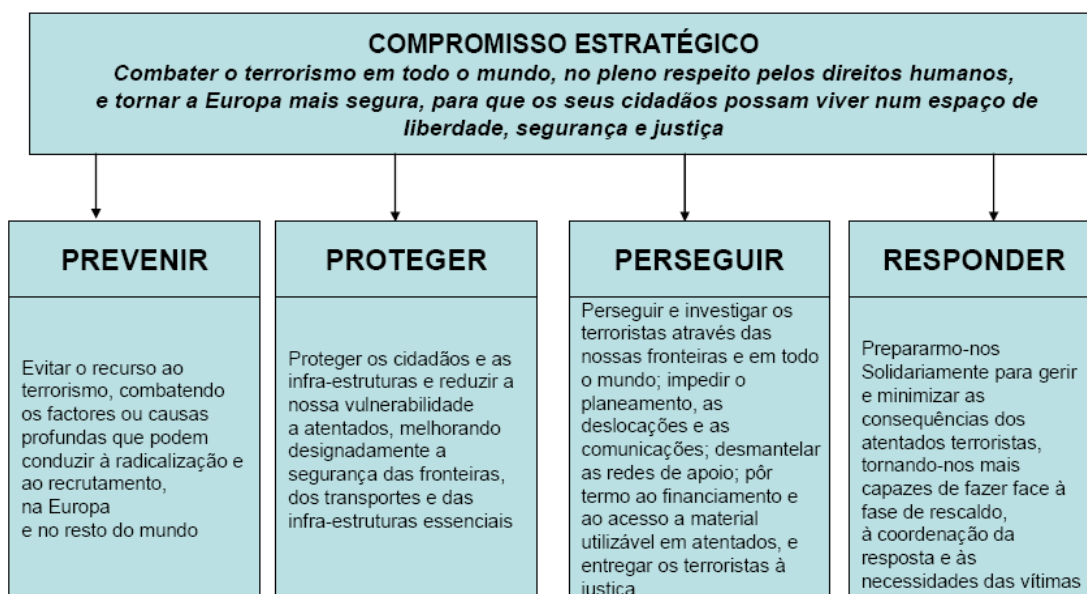 COMPROMISSO ESTRATÉGICO
Combater o terrorismo em todo o mundo, no pleno respeito pelos direitos humanos,
e tornar a Europa mais segura, para que os seus cidadãos possam viver num espaço de
liberdade, segurança e justiça
PREVENIR
Evitar o recurso ao
terrorismo, combatendo
os factores ou causas
profundas que podem
conduzir à radicalização e
ao recrutamento,
na Europa
e no resto do mundo
PROTEGER
Proteger os cidadãos e as
infra-estruturas e reduzir a
nossa vulnerabilidade
a atentados, melhorando
designadamente a
segurança das fronteiras,
dos transportes e das
infra-estruturas essenciais
PERSEGUIR
Perseguir e investigar os
terroristas através das
nossas fronteiras e em todo
o mundo; impedir o
planeamento, as
deslocações e as
comunicações; desmantelar
as redes de apoio; pôr
termo ao financiamento e
ao acesso a material
utilizável em atentados, e
entregar os terroristas à
justiça
RESPONDER
Prepararmo-nos
Solidariamente para gerir
e minimizar as
consequências dos
atentados terroristas,
tornando-nos mais
capazes de fazer face à
fase de rescaldo,
à coordenação da
resposta e às
necessidades das vítimas